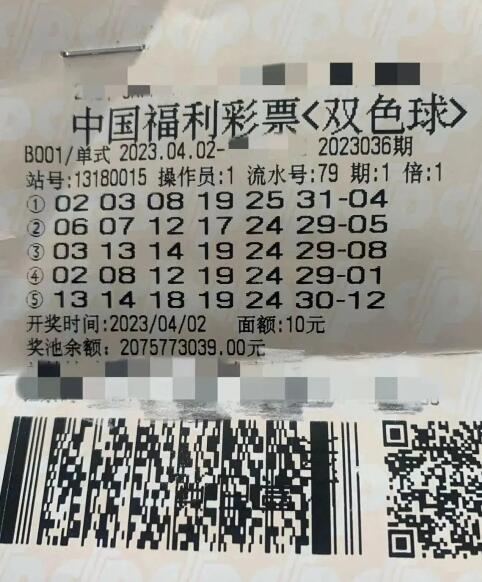 中国福利彩票<双色球>
B001/单式 2023.04.02- 2023036期
站号:13180015 操作员:1 流水号:79 期:1 倍:1
① 02 03 08 19 25 31-04
② 06 07 12 17 24 29-05
③ 03 13 14 19 24 29-08
④ 02 08 12 19 24 29-01
⑤ 13 14 18 19 24 30-12
开奖时间:2023/04/02 面额:10元
奖池余额: 2075773039.00元